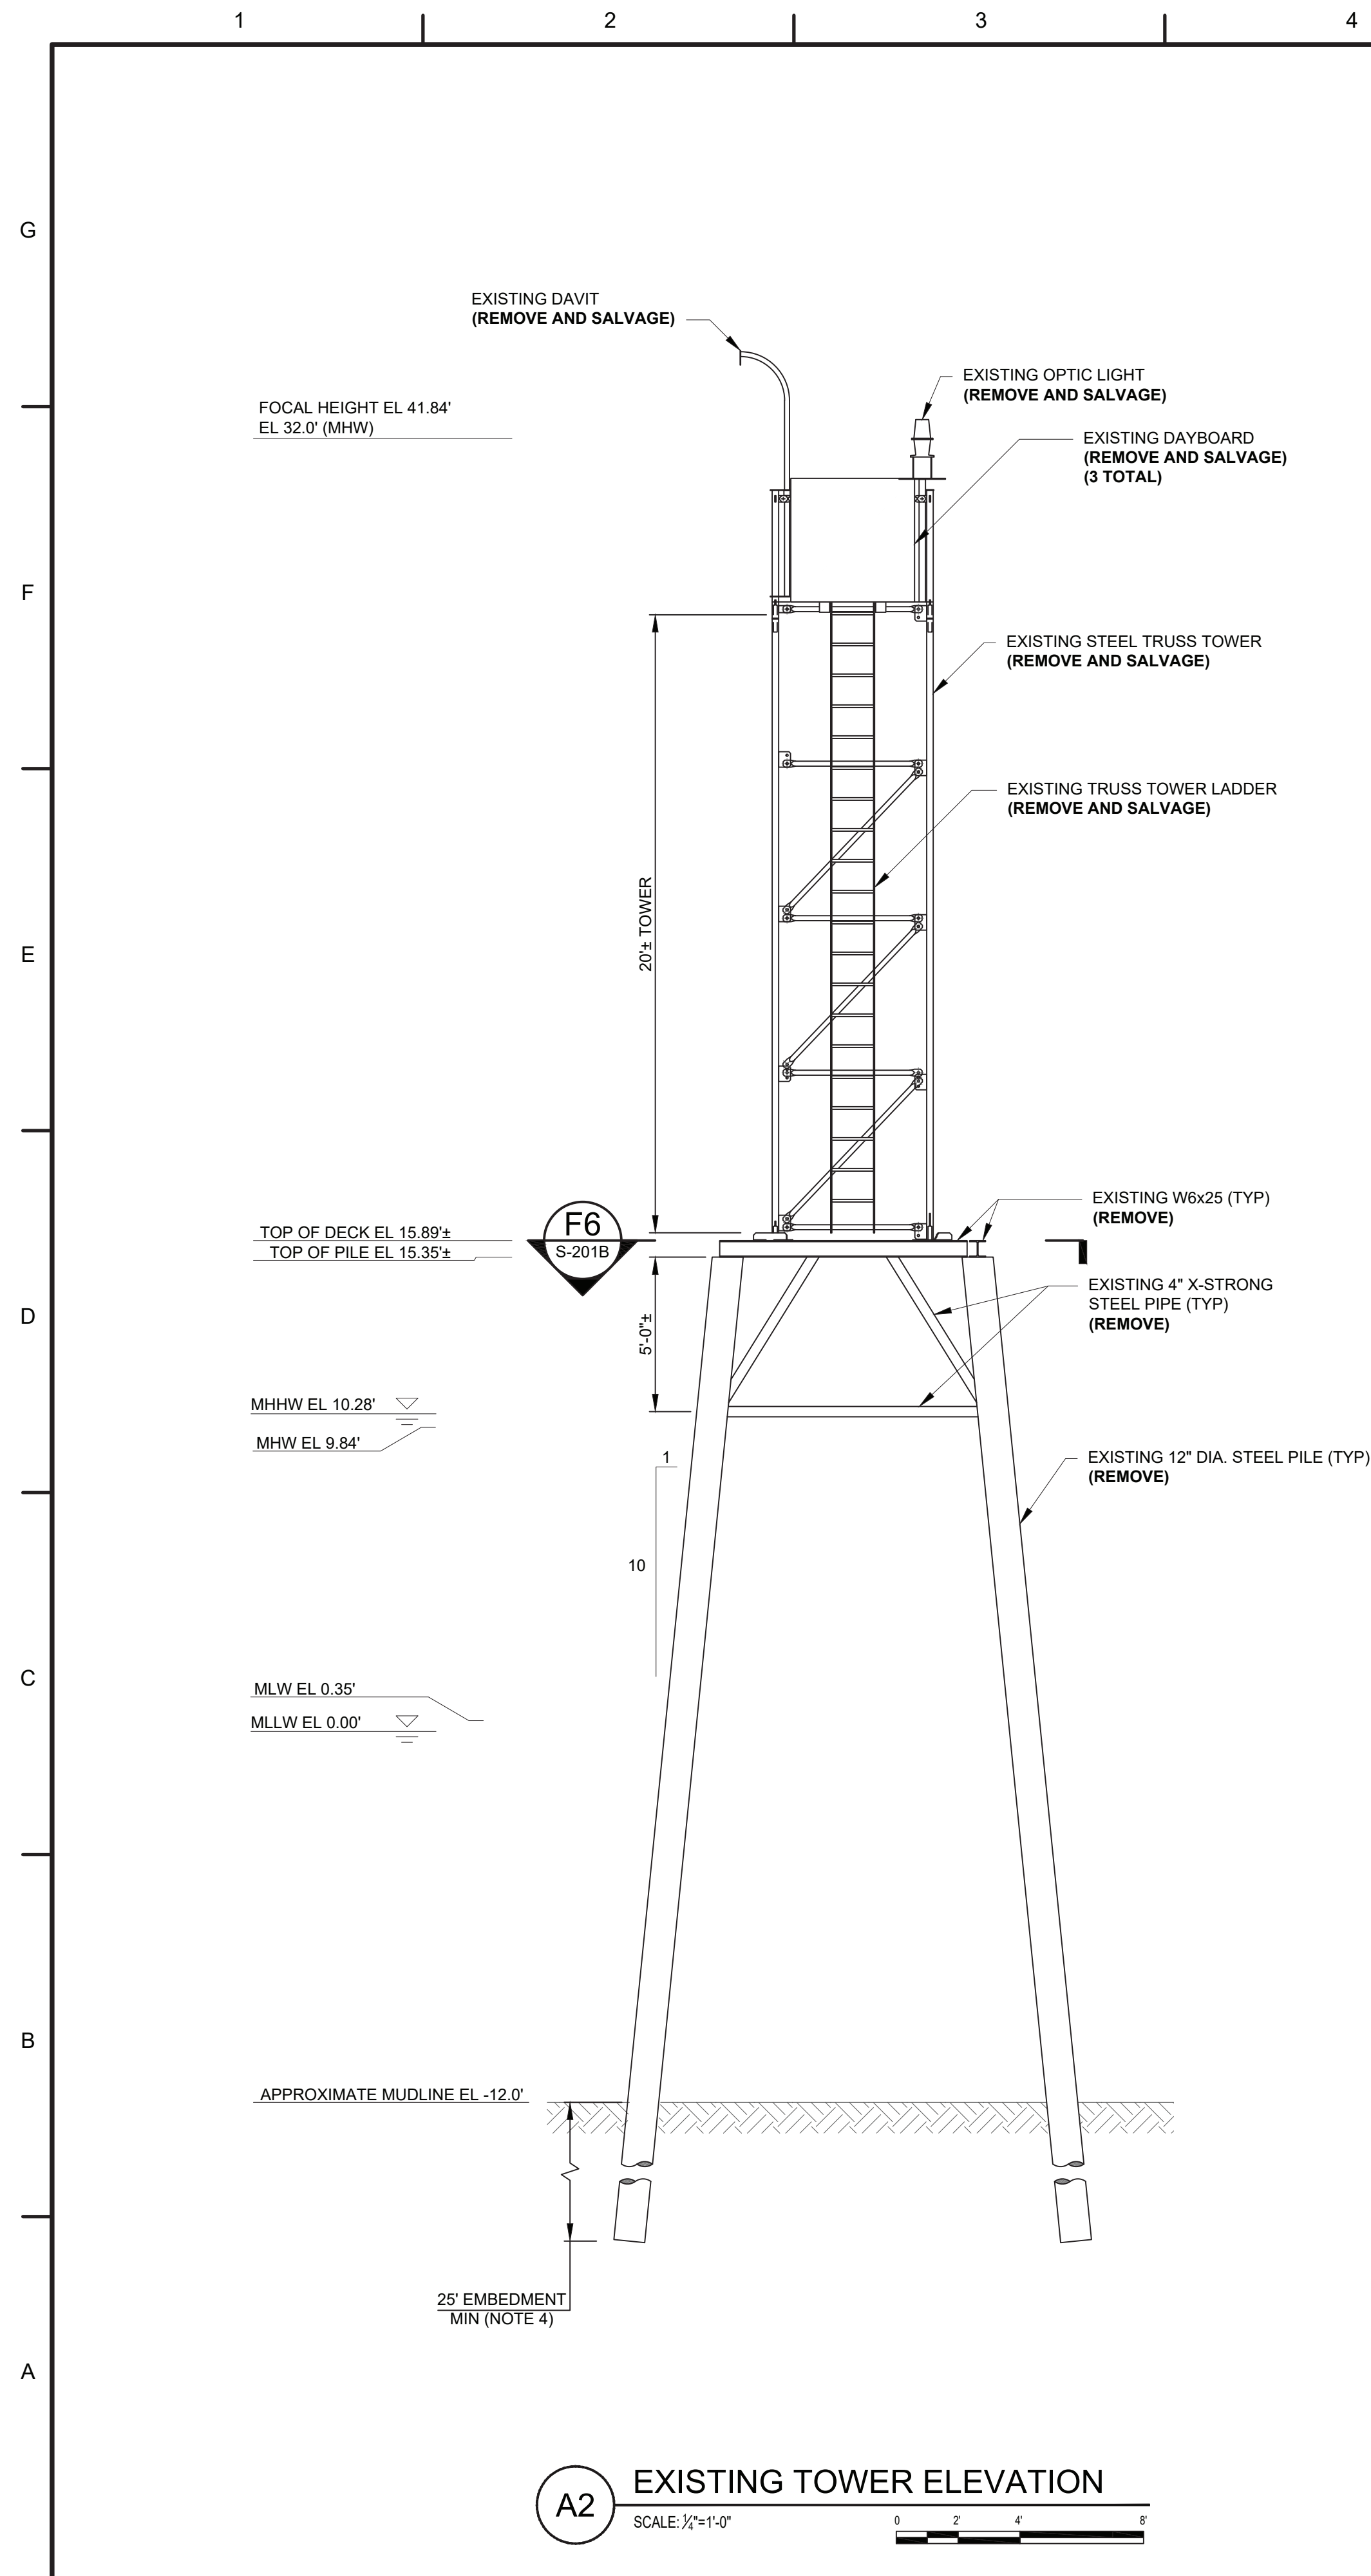 1
2
3
4
G
EXISTING DAVIT
(REMOVE AND SALVAGE)
EXISTING OPTIC LIGHT
(REMOVE AND SALVAGE)
FOCAL HEIGHT EL 41.84'
EL 32.0' (MHW)
EXISTING DAYBOARD
(REMOVE AND SALVAGE)
(3 TOTAL)
F
EXISTING STEEL TRUSS TOWER
(REMOVE AND SALVAGE)
EXISTING TRUSS TOWER LADDER
(REMOVE AND SALVAGE)
20'± TOWER
E
EXISTING W6x25 (TYP)
(REMOVE)
TOP OF DECK EL 15.89'±
TOP OF PILE EL 15.35'±
F6
S-201B
EXISTING 4" X-STRONG
STEEL PIPE (TYP)
(REMOVE)
D
5'-0"±
MHHW EL 10.28'
MHW EL 9.84'
1
10
EXISTING 12" DIA. STEEL PILE (TYP)
(REMOVE)
C
MLW EL 0.35'
MLLW EL 0.00'
B
APPROXIMATE MUDLINE EL -12.0'
25' EMBEDMENT
MIN (NOTE 4)
A
A2
EXISTING TOWER ELEVATION
SCALE: 1/4"=1'-0"
0 2' 4' 8'